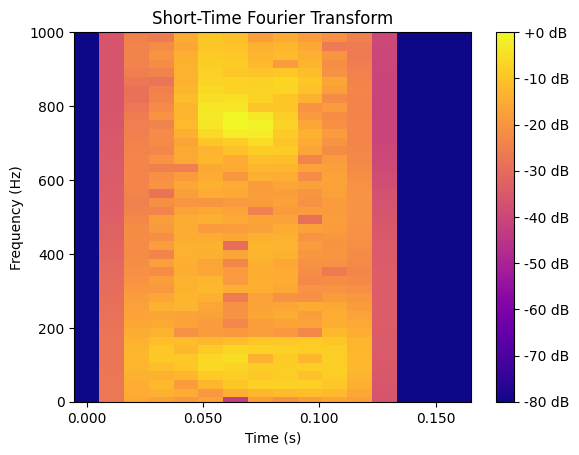 Short-Time Fourier Transform
1000
800
600
400
200
0
Frequency (Hz)
0.000
0.050
0.100
0.150
Time (s)
+0 dB
-10 dB
-20 dB
-30 dB
-40 dB
-50 dB
-60 dB
-70 dB
-80 dB